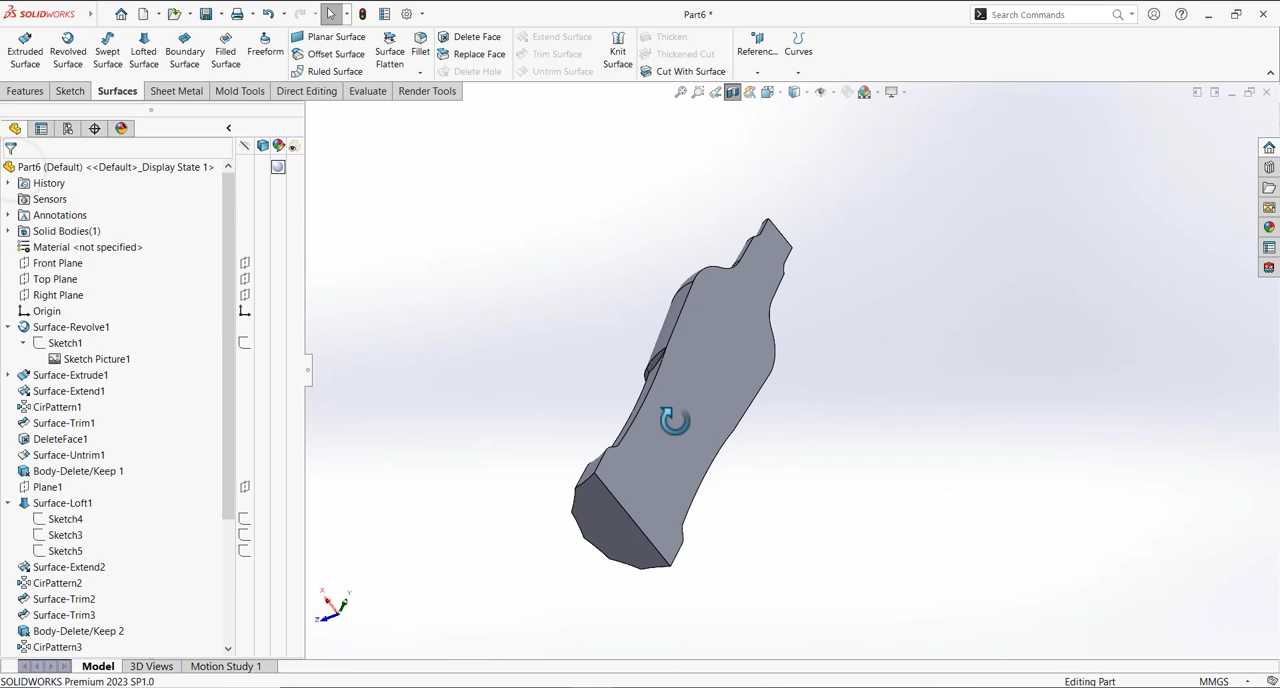 SOLIDWORKS
Part6 *
Search Commands
Extruded Surface
Revolved Surface
Swept Surface
Lofted Surface
Boundary Surface
Filled Surface
Freeform
Planar Surface
Offset Surface
Ruled Surface
Surface Flatten
Fillet
Delete Face
Replace Face
Delete Hole
Extend Surface
Trim Surface
Untrim Surface
Knit Surface
Thicken
Thickened Cut
Cut With Surface
Referenc...
Curves
Features
Sketch
Surfaces
Sheet Metal
Mold Tools
Direct Editing
Evaluate
Render Tools
Part6 (Default) <<Default>_Display State 1>
History
Sensors
Annotations
Solid Bodies(1)
Material <not specified>
Front Plane
Top Plane
Right Plane
Origin
Surface-Revolve1
Sketch1
Sketch Picture1
Surface-Extrude1
Surface-Extend1
CirPattern1
Surface-Trim1
DeleteFace1
Surface-Untrim1
Body-Delete/Keep 1
Plane1
Surface-Loft1
Sketch4
Sketch3
Sketch5
Surface-Extend2
CirPattern2
Surface-Trim2
Surface-Trim3
Body-Delete/Keep 2
CirPattern3
X
Y
Z
Model
3D Views
Motion Study 1
SOLIDWORKS Premium 2023 SP1.0
Editing Part
MMGS